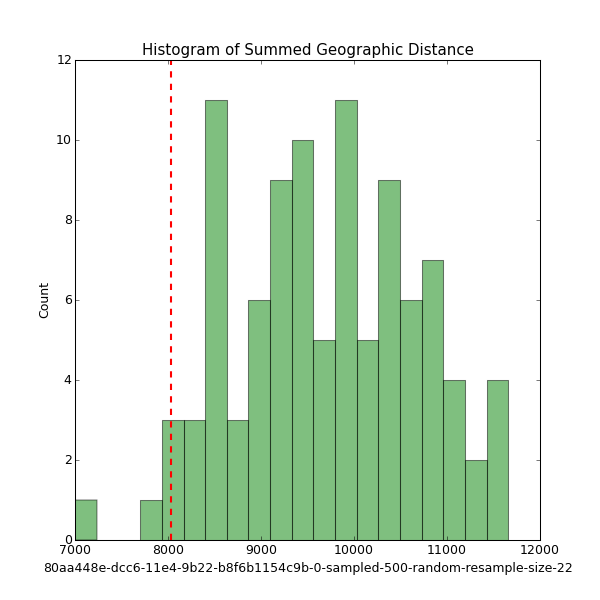 Histogram of Summed Geographic Distance
12
10
8
6
4
2
0
Count
7000 8000 9000 10000 11000 12000
80aa448e-dcc6-11e4-9b22-b8f6b1154c9b-0-sampled-500-random-resample-size-22